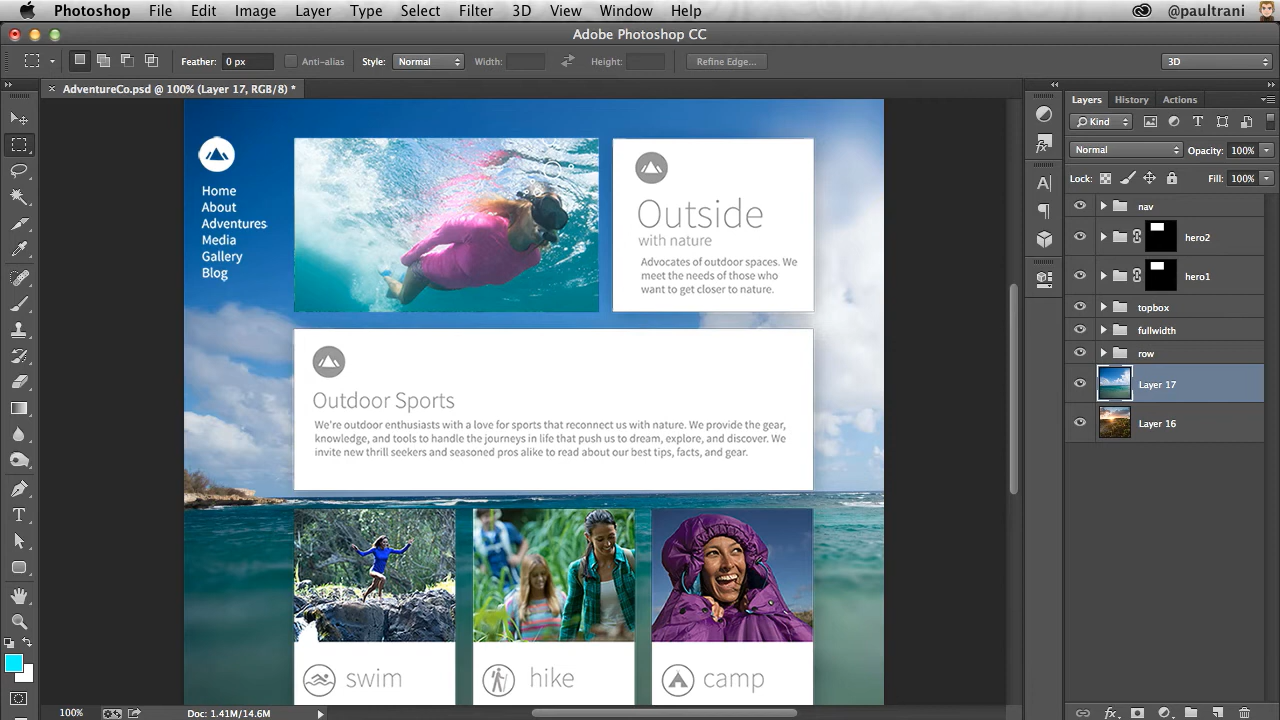 Photoshop File Edit Image Layer Type Select Filter 3D View Window Help @paultrani
Adobe Photoshop CC
Feather: 0 px Anti-alias Style: Normal Width: Height: Refine Edge... 3D
× AdventureCo.psd @ 100% (Layer 17, RGB/8) *
Layers History Actions
Kind
Normal Opacity: 100%
Lock: Fill: 100%
nav
hero2
hero1
topbox
fullwidth
row
Layer 17
Layer 16
Home
About
Adventures
Media
Gallery
Blog
Outside
with nature
Advocates of outdoor spaces. We
meet the needs of those who
want to get closer to nature.
Outdoor Sports
We're outdoor enthusiasts with a love for sports that reconnect us with nature. We provide the gear,
knowledge, and tools to handle the journeys in life that push us to dream, explore, and discover. We
invite new thrill seekers and seasoned pros alike to read about our best tips, facts, and gear.
swim hike camp
100% Doc: 1.41M/14.6M